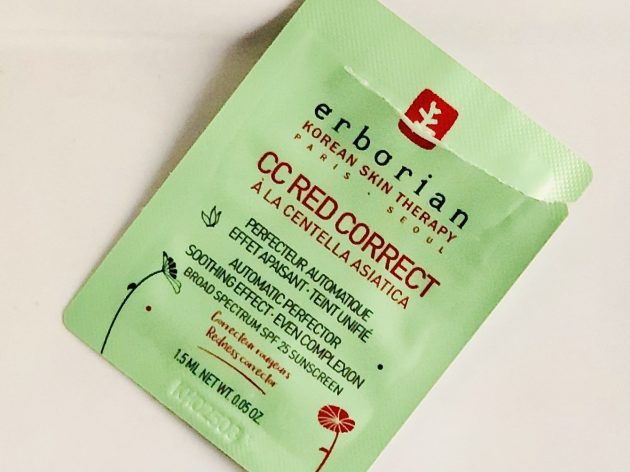 erborian
KOREAN SKIN THERAPY
PARIS · SEOUL
CC RED CORRECT
À LA CENTELLA ASIATICA
PERFECTEUR AUTOMATIQUE
EFFET APAISANT · TEINT UNIFIÉ
AUTOMATIC PERFECTOR
SOOTHING EFFECT · EVEN COMPLEXION
BROAD SPECTRUM SPF 25 SUNSCREEN
Correcteur rougeurs
Redness corrector
1.5 ML NET WT. 0.05 OZ.